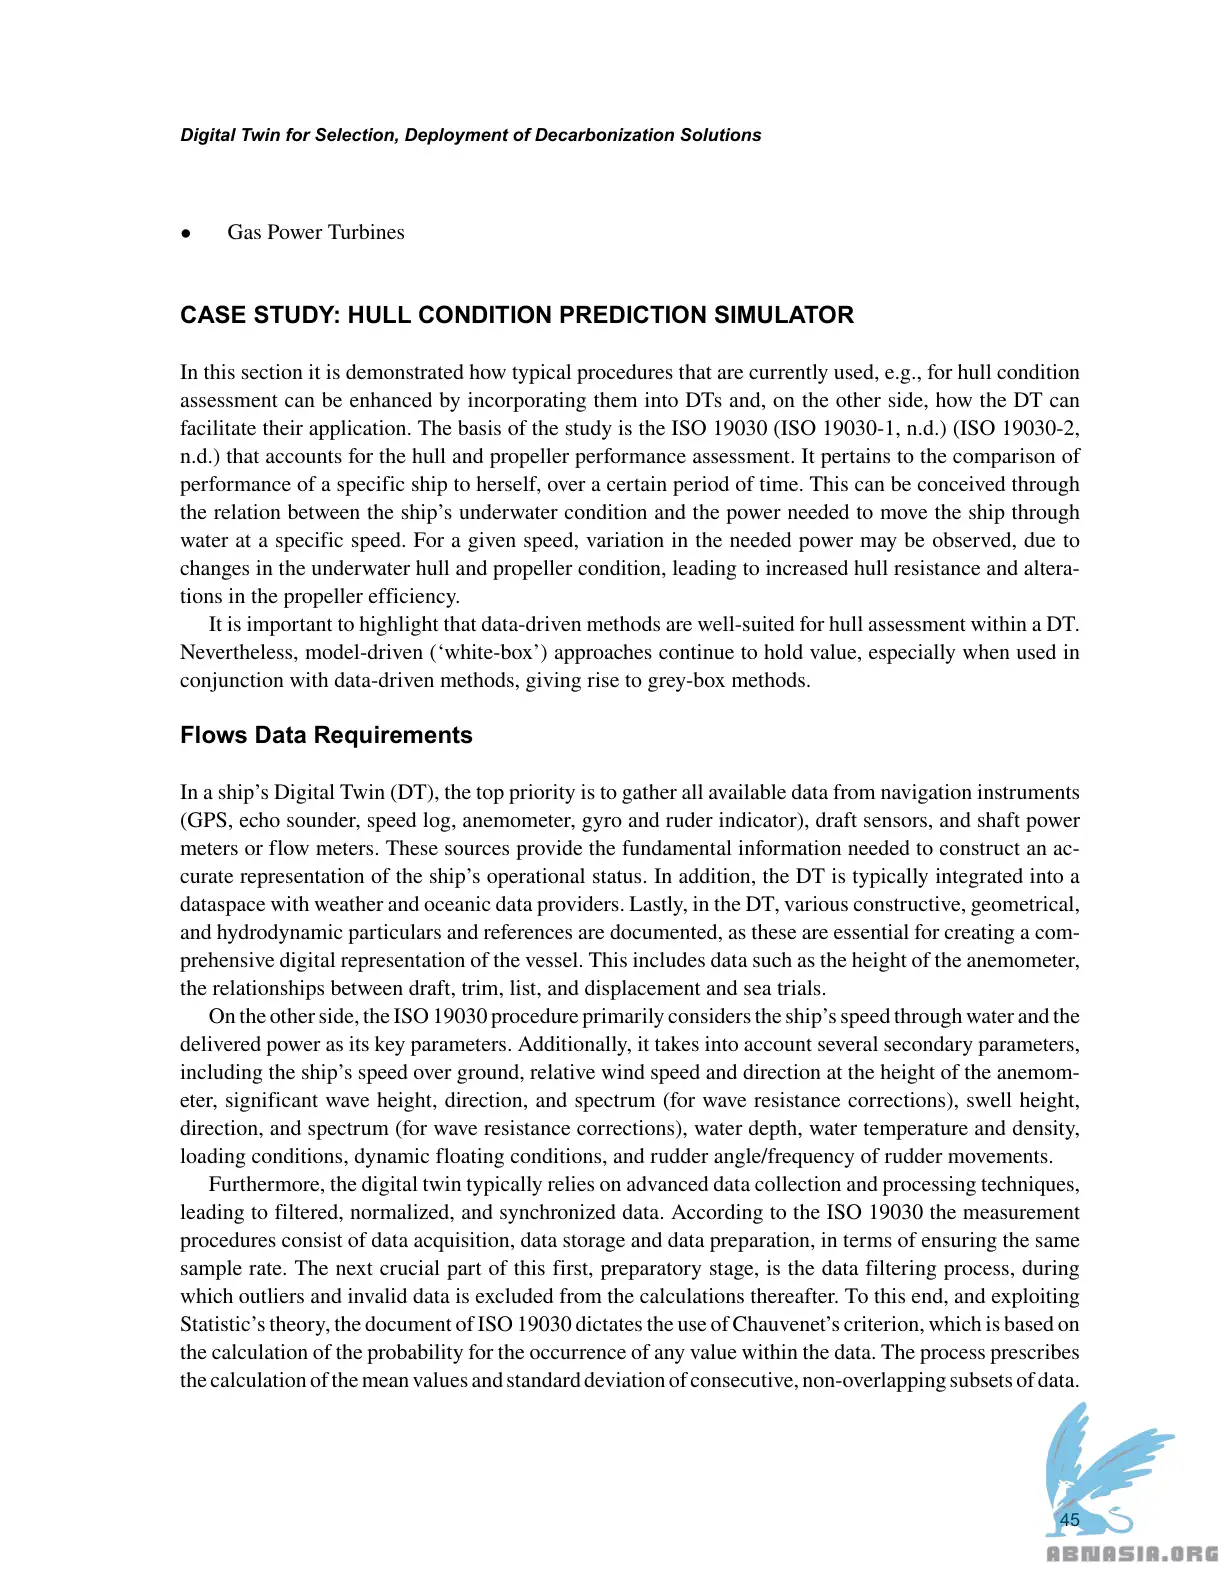 Digital Twin for Selection, Deployment of Decarbonization Solutions
• Gas Power Turbines
CASE STUDY: HULL CONDITION PREDICTION SIMULATOR
In this section it is demonstrated how typical procedures that are currently used, e.g., for hull condition
assessment can be enhanced by incorporating them into DTs and, on the other side, how the DT can
facilitate their application. The basis of the study is the ISO 19030 (ISO 19030-1, n.d.) (ISO 19030-2,
n.d.) that accounts for the hull and propeller performance assessment. It pertains to the comparison of
performance of a specific ship to herself, over a certain period of time. This can be conceived through
the relation between the ship’s underwater condition and the power needed to move the ship through
water at a specific speed. For a given speed, variation in the needed power may be observed, due to
changes in the underwater hull and propeller condition, leading to increased hull resistance and altera-
tions in the propeller efficiency.
It is important to highlight that data-driven methods are well-suited for hull assessment within a DT.
Nevertheless, model-driven (‘white-box’) approaches continue to hold value, especially when used in
conjunction with data-driven methods, giving rise to grey-box methods.
Flows Data Requirements
In a ship’s Digital Twin (DT), the top priority is to gather all available data from navigation instruments
(GPS, echo sounder, speed log, anemometer, gyro and ruder indicator), draft sensors, and shaft power
meters or flow meters. These sources provide the fundamental information needed to construct an ac-
curate representation of the ship’s operational status. In addition, the DT is typically integrated into a
dataspace with weather and oceanic data providers. Lastly, in the DT, various constructive, geometrical,
and hydrodynamic particulars and references are documented, as these are essential for creating a com-
prehensive digital representation of the vessel. This includes data such as the height of the anemometer,
the relationships between draft, trim, list, and displacement and sea trials.
On the other side, the ISO 19030 procedure primarily considers the ship’s speed through water and the
delivered power as its key parameters. Additionally, it takes into account several secondary parameters,
including the ship’s speed over ground, relative wind speed and direction at the height of the anemom-
eter, significant wave height, direction, and spectrum (for wave resistance corrections), swell height,
direction, and spectrum (for wave resistance corrections), water depth, water temperature and density,
loading conditions, dynamic floating conditions, and rudder angle/frequency of rudder movements.
Furthermore, the digital twin typically relies on advanced data collection and processing techniques,
leading to filtered, normalized, and synchronized data. According to the ISO 19030 the measurement
procedures consist of data acquisition, data storage and data preparation, in terms of ensuring the same
sample rate. The next crucial part of this first, preparatory stage, is the data filtering process, during
which outliers and invalid data is excluded from the calculations thereafter. To this end, and exploiting
Statistic’s theory, the document of ISO 19030 dictates the use of Chauvenet’s criterion, which is based on
the calculation of the probability for the occurrence of any value within the data. The process prescribes
the calculation of the mean values and standard deviation of consecutive, non-overlapping subsets of data.
45
ABNASIA.ORG